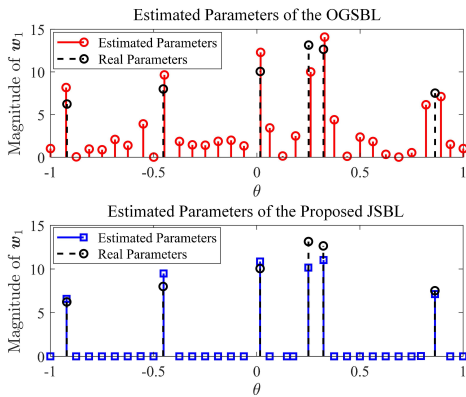 Estimated Parameters of the OGSBL
Magnitude of w1
15
10
5
0
Estimated Parameters
Real Parameters
-1
-0.5
0
0.5
1
θ
Estimated Parameters of the Proposed JSBL
Magnitude of w1
15
10
5
0
Estimated Parameters
Real Parameters
-1
-0.5
0
0.5
1
θ